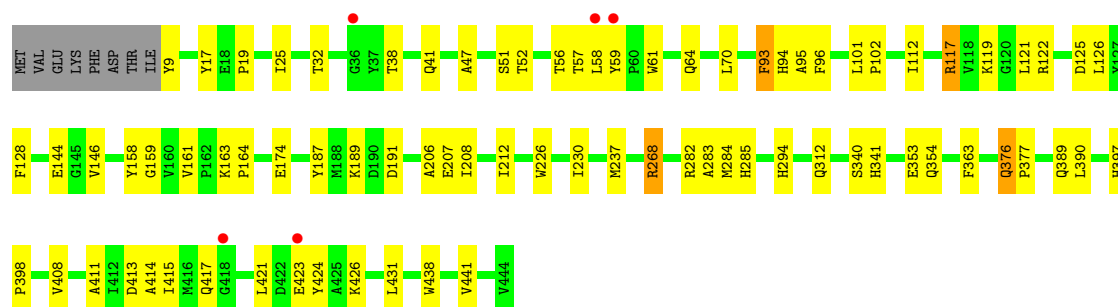 MET VAL GLU LYS PHE ASP THR ILE Y9 Y17 E18 P19 I25 T32 G36 Y37 T38 Q41 A47 S51 T52 T56 T57 L58 Y59 P60 W61 Q64 L70 F93 H94 A95 F96 L101 P102 I112 R117 V118 K119 G120 L121 R122 D125 L126 Y127
F128 E144 G145 V146 Y158 G159 V160 V161 P162 K163 P164 E174 Y187 M188 K189 D190 D191 A206 E207 I208 I212 W226 I230 M237 R268 R282 A283 M284 H285 H294 Q312 S340 H341 E353 Q354 F363 Q376 P377 Q389 L390 H397
P398 V408 A411 I412 D413 A414 I415 M416 Q417 G418 L421 D422 E423 Y424 A425 K426 L431 W438 V441 V444